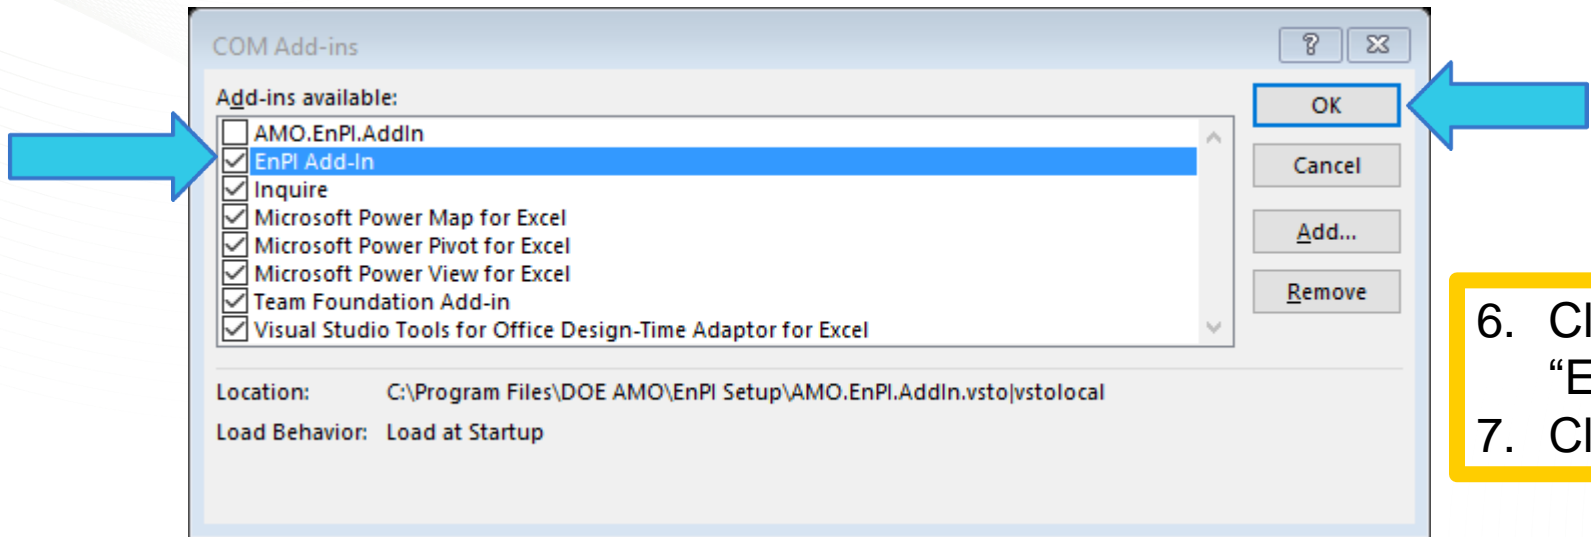 COM Add-ins
Add-ins available:
AMO.EnPI.AddIn
EnPI Add-In
Inquire
Microsoft Power Map for Excel
Microsoft Power Pivot for Excel
Microsoft Power View for Excel
Team Foundation Add-in
Visual Studio Tools for Office Design-Time Adaptor for Excel
OK
Cancel
Add...
Remove
Location: C:\Program Files\DOE AMO\EnPI Setup\AMO.EnPI.AddIn.vsto|vstolocal
Load Behavior: Load at Startup
6.
7.